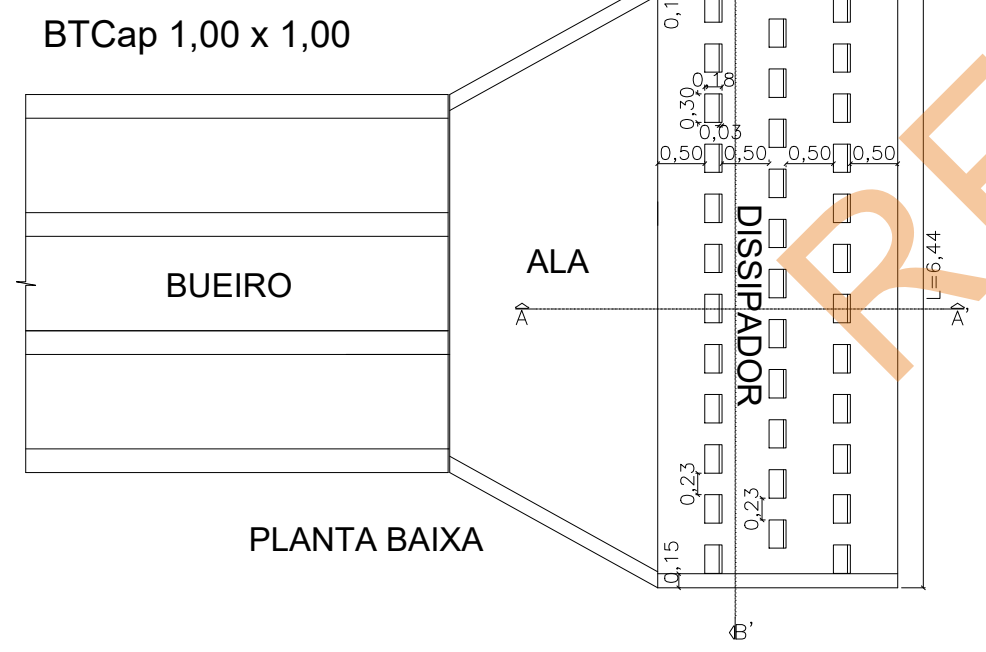 BTCap 1,00 x 1,00
0,18
0,30
0,03
0,50
0,50
0,50
0,50
DISSIPADOR
ALA
BUEIRO
L=6,44
A
A'
0,23
0,23
PLANTA BAIXA
0,15
B'